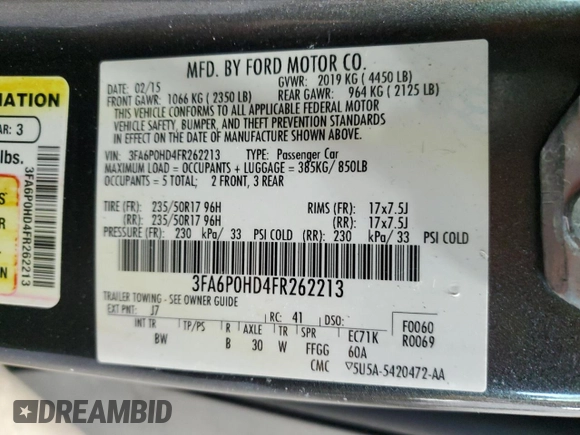 MFD. BY FORD MOTOR CO.
DATE: 02/15
GVWR: 2019 KG ( 4450 LB)
FRONT GAWR: 1066 KG ( 2350 LB)
REAR GAWR: 964 KG ( 2125 LB)
THIS VEHICLE CONFORMS TO ALL APPLICABLE FEDERAL MOTOR
VEHICLE SAFETY, BUMPER, AND THEFT PREVENTION STANDARDS
IN EFFECT ON THE DATE OF MANUFACTURE SHOWN ABOVE.
VIN: 3FA6P0HD4FR262213 TYPE: Passenger Car
MAXIMUM LOAD = OCCUPANTS + LUGGAGE = 385KG/ 850LB
OCCUPANTS = 5 TOTAL; 2 FRONT, 3 REAR
TIRE (FR): 235/50R17 96H RIMS (FR): 17x7.5J
(RR): 235/50R17 96H (RR): 17x7.5J
PRESSURE (FR): 230 kPa/ 33 PSI COLD (RR): 230 kPa/ 33 PSI COLD
3FA6P0HD4FR262213
TRAILER TOWING - SEE OWNER GUIDE
EXT PNT: J7 RC: 41 DSO:
INT TR TP/PS R AXLE TR SPR EC71K
BW B 30 W FFGG 60A
F0060
R0069
CMC ▽5U5A-5420472-AA
MATION
AR: 3
lbs.
S
R
R
3FA6P0HD4FR262213
DREAMBID